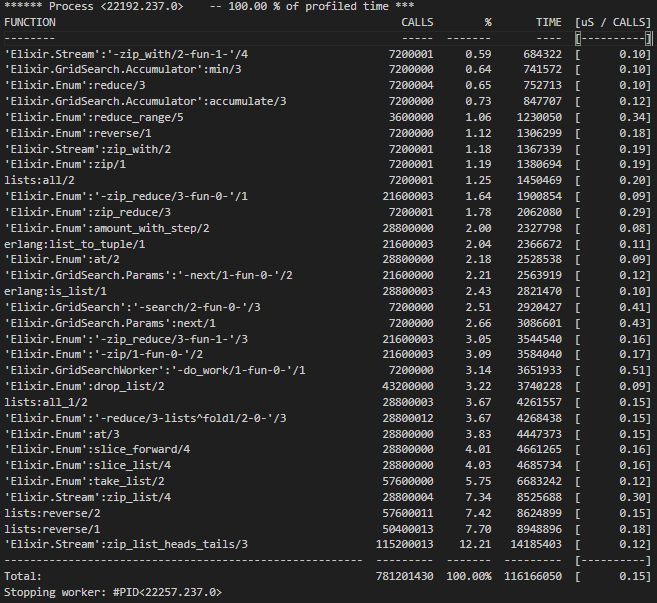 ****** Process <22192.237.0>    -- 100.00 % of profiled time ***
FUNCTION CALLS % TIME [uS / CALLS]
-------- ----- ------- ---- [----------]
'Elixir.Stream':'-zip_with/2-fun-1-'/4 7200001 0.59 684322 [ 0.10]
'Elixir.GridSearch.Accumulator':min/3 7200000 0.64 741572 [ 0.10]
'Elixir.Enum':reduce/3 7200004 0.65 752713 [ 0.10]
'Elixir.GridSearch.Accumulator':accumulate/3 7200000 0.73 847707 [ 0.12]
'Elixir.Enum':reduce_range/5 3600000 1.06 1230050 [ 0.34]
'Elixir.Enum':reverse/1 7200000 1.12 1306299 [ 0.18]
'Elixir.Stream':zip_with/2 7200001 1.18 1367339 [ 0.19]
'Elixir.Enum':zip/1 7200001 1.19 1380694 [ 0.19]
lists:all/2 7200001 1.25 1450469 [ 0.20]
'Elixir.Enum':'-zip_reduce/3-fun-0-'/1 21600003 1.64 1900854 [ 0.09]
'Elixir.Enum':zip_reduce/3 7200001 1.78 2062080 [ 0.29]
'Elixir.Enum':amount_with_step/2 28800000 2.00 2327798 [ 0.08]
erlang:list_to_tuple/1 21600003 2.04 2366672 [ 0.11]
'Elixir.Enum':at/2 28800000 2.18 2528538 [ 0.09]
'Elixir.GridSearch.Params':'-next/1-fun-0-'/2 21600000 2.21 2563919 [ 0.12]
erlang:is_list/1 28800003 2.43 2821470 [ 0.10]
'Elixir.GridSearch':'-search/2-fun-0-'/3 7200000 2.51 2920427 [ 0.41]
'Elixir.GridSearch.Params':next/1 7200000 2.66 3086601 [ 0.43]
'Elixir.Enum':'-zip_reduce/3-fun-1-'/3 21600003 3.05 3544540 [ 0.16]
'Elixir.Enum':'-zip/1-fun-0-'/2 21600003 3.09 3584040 [ 0.17]
'Elixir.GridSearchWorker':'-do_work/1-fun-0-'/1 7200000 3.14 3651933 [ 0.51]
'Elixir.Enum':drop_list/2 43200000 3.22 3740228 [ 0.09]
lists:all_1/2 28800003 3.67 4261557 [ 0.15]
'Elixir.Enum':'-reduce/3-lists^foldl/2-0-'/3 28800012 3.67 4268438 [ 0.15]
'Elixir.Enum':at/3 28800000 3.83 4447373 [ 0.15]
'Elixir.Enum':slice_forward/4 28800000 4.01 4661265 [ 0.16]
'Elixir.Enum':slice_list/4 28800000 4.03 4685734 [ 0.16]
'Elixir.Enum':take_list/2 57600000 5.75 6683242 [ 0.12]
'Elixir.Stream':zip_list/4 28800004 7.34 8525688 [ 0.30]
lists:reverse/2 57600011 7.42 8624899 [ 0.15]
lists:reverse/1 50400013 7.70 8948896 [ 0.18]
'Elixir.Stream':zip_list_heads_tails/3 115200013 12.21 14185403 [ 0.12]
------------------------------------------------------ --------- ------- --------- [----------]
Total: 781201430 100.00% 116166050 [ 0.15]
Stopping worker: #PID<22257.237.0>